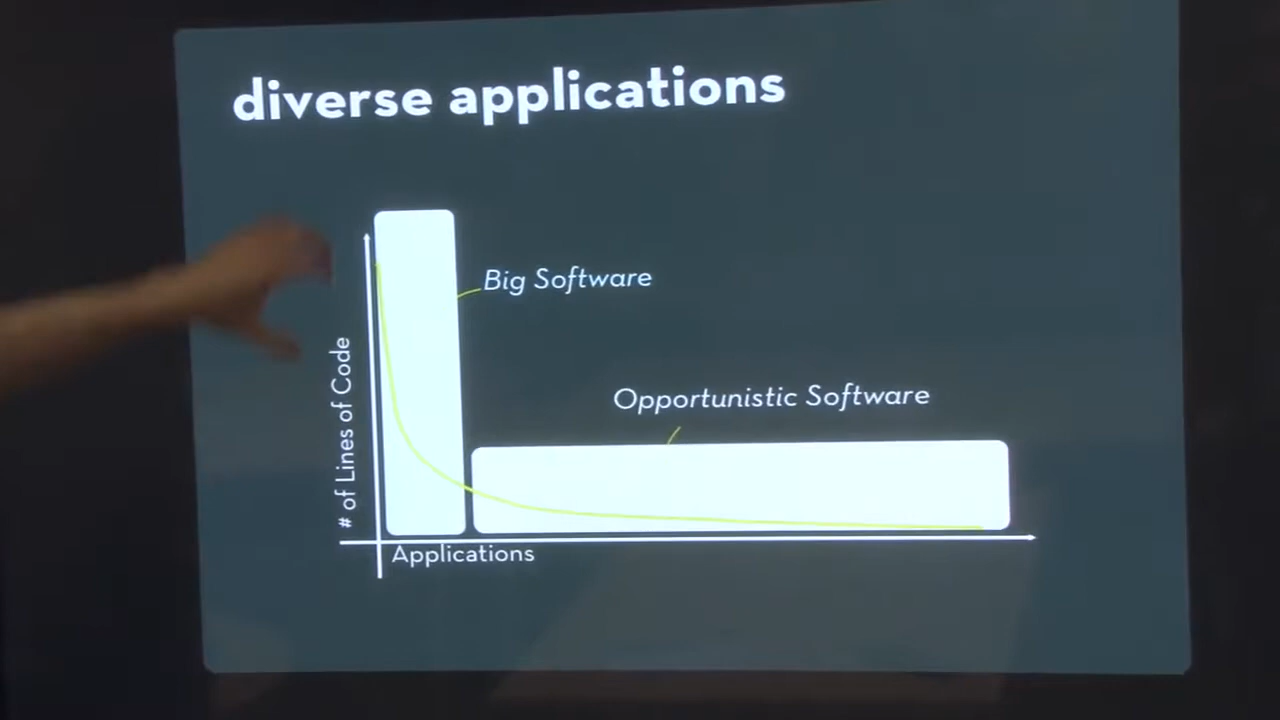 diverse applications
Big Software
Opportunistic Software
# of Lines of Code
Applications